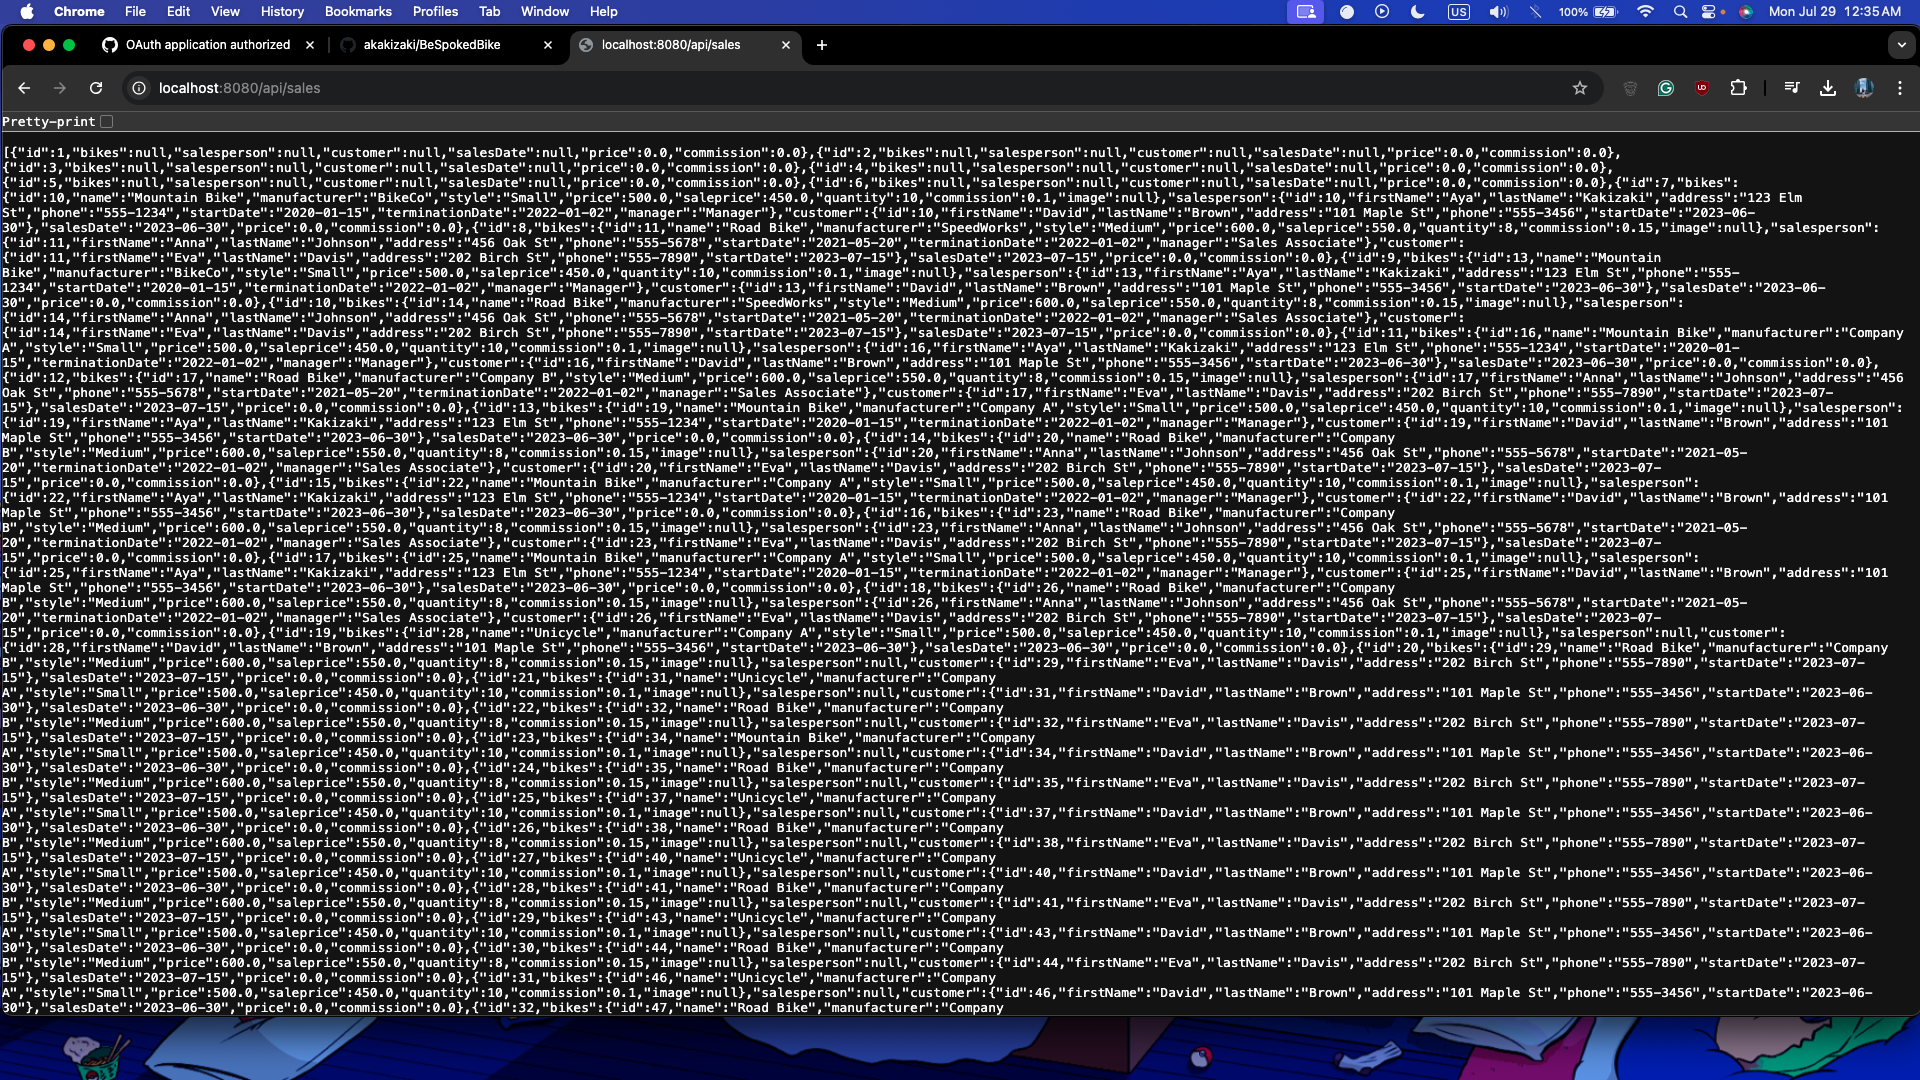 Chrome File Edit View History Bookmarks Profiles Tab Window Help US 100% Mon Jul 29 12:35 AM
OAuth application authorized akakizaki/BeSpokedBike localhost:8080/api/sales
localhost:8080/api/sales
Pretty-print
[{"id":1,"bikes":null,"salesperson":null,"customer":null,"salesDate":null,"price":0.0,"commission":0.0},{"id":2,"bikes":null,"salesperson":null,"customer":null,"salesDate":null,"price":0.0,"commission":0.0},
{"id":3,"bikes":null,"salesperson":null,"customer":null,"salesDate":null,"price":0.0,"commission":0.0},{"id":4,"bikes":null,"salesperson":null,"customer":null,"salesDate":null,"price":0.0,"commission":0.0},
{"id":5,"bikes":null,"salesperson":null,"customer":null,"salesDate":null,"price":0.0,"commission":0.0},{"id":6,"bikes":null,"salesperson":null,"customer":null,"salesDate":null,"price":0.0,"commission":0.0},{"id":7,"bikes":
{"id":10,"name":"Mountain Bike","manufacturer":"BikeCo","style":"Small","price":500.0,"saleprice":450.0,"quantity":10,"commission":0.1,"image":null},"salesperson":{"id":10,"firstName":"Aya","lastName":"Kakizaki","address":"123 Elm
St","phone":"555-1234","startDate":"2020-01-15","terminationDate":"2022-01-02","manager":"Manager"},"customer":{"id":10,"firstName":"David","lastName":"Brown","address":"101 Maple St","phone":"555-3456","startDate":"2023-06-
30"},"salesDate":"2023-06-30","price":0.0,"commission":0.0},{"id":8,"bikes":{"id":11,"name":"Road Bike","manufacturer":"SpeedWorks","style":"Medium","price":600.0,"saleprice":550.0,"quantity":8,"commission":0.15,"image":null},"salesperson":
{"id":11,"firstName":"Anna","lastName":"Johnson","address":"456 Oak St","phone":"555-5678","startDate":"2021-05-20","terminationDate":"2022-01-02","manager":"Sales Associate"},"customer":
{"id":11,"firstName":"Eva","lastName":"Davis","address":"202 Birch St","phone":"555-7890","startDate":"2023-07-15"},"salesDate":"2023-07-15","price":0.0,"commission":0.0},{"id":9,"bikes":{"id":13,"name":"Mountain
Bike","manufacturer":"BikeCo","style":"Small","price":500.0,"saleprice":450.0,"quantity":10,"commission":0.1,"image":null},"salesperson":{"id":13,"firstName":"Aya","lastName":"Kakizaki","address":"123 Elm St","phone":"555-
1234","startDate":"2020-01-15","terminationDate":"2022-01-02","manager":"Manager"},"customer":{"id":13,"firstName":"David","lastName":"Brown","address":"101 Maple St","phone":"555-3456","startDate":"2023-06-30"},"salesDate":"2023-06-
30","price":0.0,"commission":0.0},{"id":10,"bikes":{"id":14,"name":"Road Bike","manufacturer":"SpeedWorks","style":"Medium","price":600.0,"saleprice":550.0,"quantity":8,"commission":0.15,"image":null},"salesperson":
{"id":14,"firstName":"Anna","lastName":"Johnson","address":"456 Oak St","phone":"555-5678","startDate":"2021-05-20","terminationDate":"2022-01-02","manager":"Sales Associate"},"customer":
{"id":14,"firstName":"Eva","lastName":"Davis","address":"202 Birch St","phone":"555-7890","startDate":"2023-07-15"},"salesDate":"2023-07-15","price":0.0,"commission":0.0},{"id":11,"bikes":{"id":16,"name":"Mountain Bike","manufacturer":"Company
A","style":"Small","price":500.0,"saleprice":450.0,"quantity":10,"commission":0.1,"image":null},"salesperson":{"id":16,"firstName":"Aya","lastName":"Kakizaki","address":"123 Elm St","phone":"555-1234","startDate":"2020-01-
15","terminationDate":"2022-01-02","manager":"Manager"},"customer":{"id":16,"firstName":"David","lastName":"Brown","address":"101 Maple St","phone":"555-3456","startDate":"2023-06-30"},"salesDate":"2023-06-30","price":0.0,"commission":0.0},
{"id":12,"bikes":{"id":17,"name":"Road Bike","manufacturer":"Company B","style":"Medium","price":600.0,"saleprice":550.0,"quantity":8,"commission":0.15,"image":null},"salesperson":{"id":17,"firstName":"Anna","lastName":"Johnson","address":"456
Oak St","phone":"555-5678","startDate":"2021-05-20","terminationDate":"2022-01-02","manager":"Sales Associate"},"customer":{"id":17,"firstName":"Eva","lastName":"Davis","address":"202 Birch St","phone":"555-7890","startDate":"2023-07-
15"},"salesDate":"2023-07-15","price":0.0,"commission":0.0},{"id":13,"bikes":{"id":19,"name":"Mountain Bike","manufacturer":"Company A","style":"Small","price":500.0,"saleprice":450.0,"quantity":10,"commission":0.1,"image":null},"salesperson":
{"id":19,"firstName":"Aya","lastName":"Kakizaki","address":"123 Elm St","phone":"555-1234","startDate":"2020-01-15","terminationDate":"2022-01-02","manager":"Manager"},"customer":{"id":19,"firstName":"David","lastName":"Brown","address":"101
Maple St","phone":"555-3456","startDate":"2023-06-30"},"salesDate":"2023-06-30","price":0.0,"commission":0.0},{"id":14,"bikes":{"id":20,"name":"Road Bike","manufacturer":"Company
B","style":"Medium","price":600.0,"saleprice":550.0,"quantity":8,"commission":0.15,"image":null},"salesperson":{"id":20,"firstName":"Anna","lastName":"Johnson","address":"456 Oak St","phone":"555-5678","startDate":"2021-05-
20","terminationDate":"2022-01-02","manager":"Sales Associate"},"customer":{"id":20,"firstName":"Eva","lastName":"Davis","address":"202 Birch St","phone":"555-7890","startDate":"2023-07-15"},"salesDate":"2023-07-
15","price":0.0,"commission":0.0},{"id":15,"bikes":{"id":22,"name":"Mountain Bike","manufacturer":"Company A","style":"Small","price":500.0,"saleprice":450.0,"quantity":10,"commission":0.1,"image":null},"salesperson":
{"id":22,"firstName":"Aya","lastName":"Kakizaki","address":"123 Elm St","phone":"555-1234","startDate":"2020-01-15","terminationDate":"2022-01-02","manager":"Manager"},"customer":{"id":22,"firstName":"David","lastName":"Brown","address":"101
Maple St","phone":"555-3456","startDate":"2023-06-30"},"salesDate":"2023-06-30","price":0.0,"commission":0.0},{"id":16,"bikes":{"id":23,"name":"Road Bike","manufacturer":"Company
B","style":"Medium","price":600.0,"saleprice":550.0,"quantity":8,"commission":0.15,"image":null},"salesperson":{"id":23,"firstName":"Anna","lastName":"Johnson","address":"456 Oak St","phone":"555-5678","startDate":"2021-05-
20","terminationDate":"2022-01-02","manager":"Sales Associate"},"customer":{"id":23,"firstName":"Eva","lastName":"Davis","address":"202 Birch St","phone":"555-7890","startDate":"2023-07-15"},"salesDate":"2023-07-
15","price":0.0,"commission":0.0},{"id":17,"bikes":{"id":25,"name":"Mountain Bike","manufacturer":"Company A","style":"Small","price":500.0,"saleprice":450.0,"quantity":10,"commission":0.1,"image":null},"salesperson":
{"id":25,"firstName":"Aya","lastName":"Kakizaki","address":"123 Elm St","phone":"555-1234","startDate":"2020-01-15","terminationDate":"2022-01-02","manager":"Manager"},"customer":{"id":25,"firstName":"David","lastName":"Brown","address":"101
Maple St","phone":"555-3456","startDate":"2023-06-30"},"salesDate":"2023-06-30","price":0.0,"commission":0.0},{"id":18,"bikes":{"id":26,"name":"Road Bike","manufacturer":"Company
B","style":"Medium","price":600.0,"saleprice":550.0,"quantity":8,"commission":0.15,"image":null},"salesperson":{"id":26,"firstName":"Anna","lastName":"Johnson","address":"456 Oak St","phone":"555-5678","startDate":"2021-05-
20","terminationDate":"2022-01-02","manager":"Sales Associate"},"customer":{"id":26,"firstName":"Eva","lastName":"Davis","address":"202 Birch St","phone":"555-7890","startDate":"2023-07-15"},"salesDate":"2023-07-
15","price":0.0,"commission":0.0},{"id":19,"bikes":{"id":28,"name":"Unicycle","manufacturer":"Company A","style":"Small","price":500.0,"saleprice":450.0,"quantity":10,"commission":0.1,"image":null},"salesperson":null,"customer":
{"id":28,"firstName":"David","lastName":"Brown","address":"101 Maple St","phone":"555-3456","startDate":"2023-06-30"},"salesDate":"2023-06-30","price":0.0,"commission":0.0},{"id":20,"bikes":{"id":29,"name":"Road Bike","manufacturer":"Company
B","style":"Medium","price":600.0,"saleprice":550.0,"quantity":8,"commission":0.15,"image":null},"salesperson":null,"customer":{"id":29,"firstName":"Eva","lastName":"Davis","address":"202 Birch St","phone":"555-7890","startDate":"2023-07-
15"},"salesDate":"2023-07-15","price":0.0,"commission":0.0},{"id":21,"bikes":{"id":31,"name":"Unicycle","manufacturer":"Company
A","style":"Small","price":500.0,"saleprice":450.0,"quantity":10,"commission":0.1,"image":null},"salesperson":null,"customer":{"id":31,"firstName":"David","lastName":"Brown","address":"101 Maple St","phone":"555-3456","startDate":"2023-06-
30"},"salesDate":"2023-06-30","price":0.0,"commission":0.0},{"id":22,"bikes":{"id":32,"name":"Road Bike","manufacturer":"Company
B","style":"Medium","price":600.0,"saleprice":550.0,"quantity":8,"commission":0.15,"image":null},"salesperson":null,"customer":{"id":32,"firstName":"Eva","lastName":"Davis","address":"202 Birch St","phone":"555-7890","startDate":"2023-07-
15"},"salesDate":"2023-07-15","price":0.0,"commission":0.0},{"id":23,"bikes":{"id":34,"name":"Mountain Bike","manufacturer":"Company
A","style":"Small","price":500.0,"saleprice":450.0,"quantity":10,"commission":0.1,"image":null},"salesperson":null,"customer":{"id":34,"firstName":"David","lastName":"Brown","address":"101 Maple St","phone":"555-3456","startDate":"2023-06-
30"},"salesDate":"2023-06-30","price":0.0,"commission":0.0},{"id":24,"bikes":{"id":35,"name":"Road Bike","manufacturer":"Company
B","style":"Medium","price":600.0,"saleprice":550.0,"quantity":8,"commission":0.15,"image":null},"salesperson":null,"customer":{"id":35,"firstName":"Eva","lastName":"Davis","address":"202 Birch St","phone":"555-7890","startDate":"2023-07-
15"},"salesDate":"2023-07-15","price":0.0,"commission":0.0},{"id":25,"bikes":{"id":37,"name":"Unicycle","manufacturer":"Company
A","style":"Small","price":500.0,"saleprice":450.0,"quantity":10,"commission":0.1,"image":null},"salesperson":null,"customer":{"id":37,"firstName":"David","lastName":"Brown","address":"101 Maple St","phone":"555-3456","startDate":"2023-06-
30"},"salesDate":"2023-06-30","price":0.0,"commission":0.0},{"id":26,"bikes":{"id":38,"name":"Road Bike","manufacturer":"Company
B","style":"Medium","price":600.0,"saleprice":550.0,"quantity":8,"commission":0.15,"image":null},"salesperson":null,"customer":{"id":38,"firstName":"Eva","lastName":"Davis","address":"202 Birch St","phone":"555-7890","startDate":"2023-07-
15"},"salesDate":"2023-07-15","price":0.0,"commission":0.0},{"id":27,"bikes":{"id":40,"name":"Unicycle","manufacturer":"Company
A","style":"Small","price":500.0,"saleprice":450.0,"quantity":10,"commission":0.1,"image":null},"salesperson":null,"customer":{"id":40,"firstName":"David","lastName":"Brown","address":"101 Maple St","phone":"555-3456","startDate":"2023-06-
30"},"salesDate":"2023-06-30","price":0.0,"commission":0.0},{"id":28,"bikes":{"id":41,"name":"Road Bike","manufacturer":"Company
B","style":"Medium","price":600.0,"saleprice":550.0,"quantity":8,"commission":0.15,"image":null},"salesperson":null,"customer":{"id":41,"firstName":"Eva","lastName":"Davis","address":"202 Birch St","phone":"555-7890","startDate":"2023-07-
15"},"salesDate":"2023-07-15","price":0.0,"commission":0.0},{"id":29,"bikes":{"id":43,"name":"Unicycle","manufacturer":"Company
A","style":"Small","price":500.0,"saleprice":450.0,"quantity":10,"commission":0.1,"image":null},"salesperson":null,"customer":{"id":43,"firstName":"David","lastName":"Brown","address":"101 Maple St","phone":"555-3456","startDate":"2023-06-
30"},"salesDate":"2023-06-30","price":0.0,"commission":0.0},{"id":30,"bikes":{"id":44,"name":"Road Bike","manufacturer":"Company
B","style":"Medium","price":600.0,"saleprice":550.0,"quantity":8,"commission":0.15,"image":null},"salesperson":null,"customer":{"id":44,"firstName":"Eva","lastName":"Davis","address":"202 Birch St","phone":"555-7890","startDate":"2023-07-
15"},"salesDate":"2023-07-15","price":0.0,"commission":0.0},{"id":31,"bikes":{"id":46,"name":"Unicycle","manufacturer":"Company
A","style":"Small","price":500.0,"saleprice":450.0,"quantity":10,"commission":0.1,"image":null},"salesperson":null,"customer":{"id":46,"firstName":"David","lastName":"Brown","address":"101 Maple St","phone":"555-3456","startDate":"2023-06-
30"},"salesDate":"2023-06-30","price":0.0,"commission":0.0},{"id":32,"bikes":{"id":47,"name":"Road Bike","manufacturer":"Company